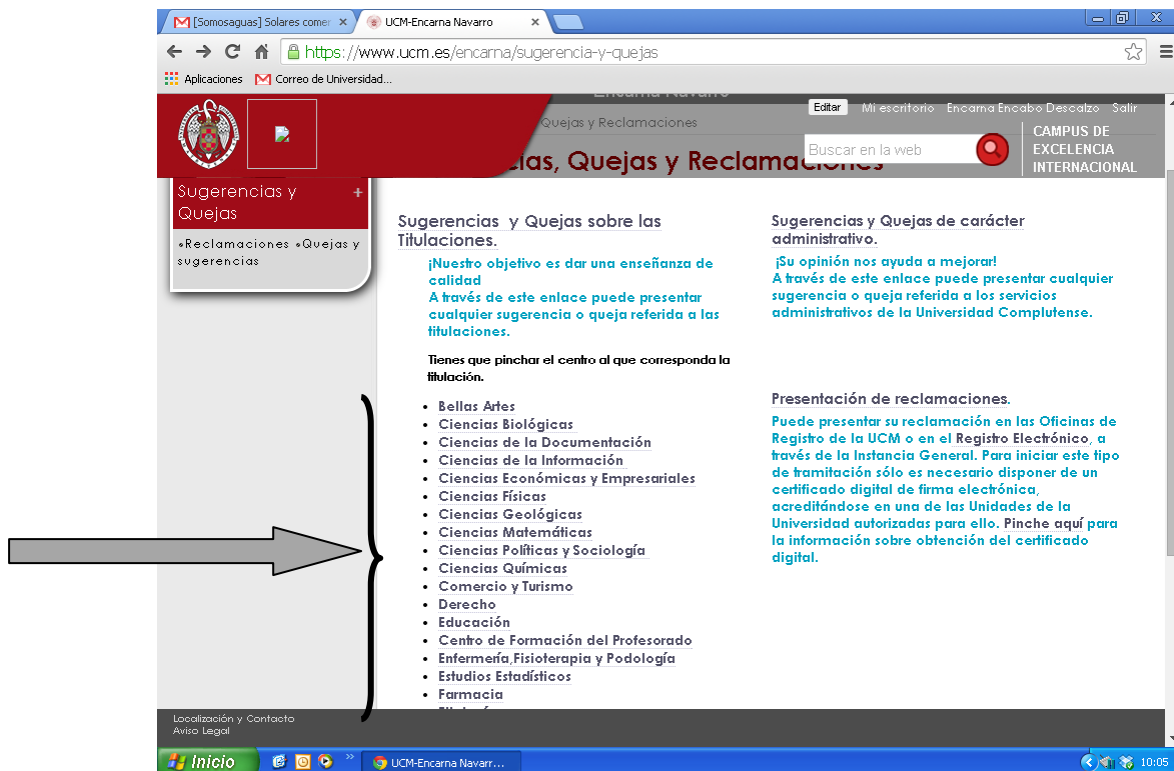 [Somosaguas] Solares comer
UCM-Encarna Navarro
https://www.ucm.es/encarna/sugerencia-y-quejas
Aplicaciones
Correo de Universidad...
Encarna Navarro
Editar
Mi escritorio
Encarna Encabo Descalzo
Salir
Quejas y Reclamaciones
Buscar en la web
CAMPUS DE
EXCELENCIA
INTERNACIONAL
ias, Quejas y Reclamaciones
Sugerencias y +
Quejas
•Reclamaciones •Quejas y
sugerencias
Sugerencias y Quejas sobre las
Titulaciones.
¡Nuestro objetivo es dar una enseñanza de
calidad
A través de este enlace puede presentar
cualquier sugerencia o queja referida a las
titulaciones.
Tienes que pinchar el centro al que corresponda la
titulación.
• Bellas Artes
• Ciencias Biológicas
• Ciencias de la Documentación
• Ciencias de la Información
• Ciencias Económicas y Empresariales
• Ciencias Físicas
• Ciencias Geológicas
• Ciencias Matemáticas
• Ciencias Políticas y Sociología
• Ciencias Químicas
• Comercio y Turismo
• Derecho
• Educación
• Centro de Formación del Profesorado
• Enfermería,Fisioterapia y Podología
• Estudios Estadísticos
• Farmacia
Sugerencias y Quejas de carácter
administrativo.
¡Su opinión nos ayuda a mejorar!
A través de este enlace puede presentar cualquier
sugerencia o queja referida a los servicios
administrativos de la Universidad Complutense.
Presentación de reclamaciones.
Puede presentar su reclamación en las Oficinas de
Registro de la UCM o en el Registro Electrónico, a
través de la Instancia General. Para iniciar este tipo
de tramitación sólo es necesario disponer de un
certificado digital de firma electrónica,
acreditándose en una de las Unidades de la
Universidad autorizadas para ello. Pinche aquí para
la información sobre obtención del certificado
digital.
Localización y Contacto
Aviso Legal
Inicio
UCM-Encarna Navarr...
10:05